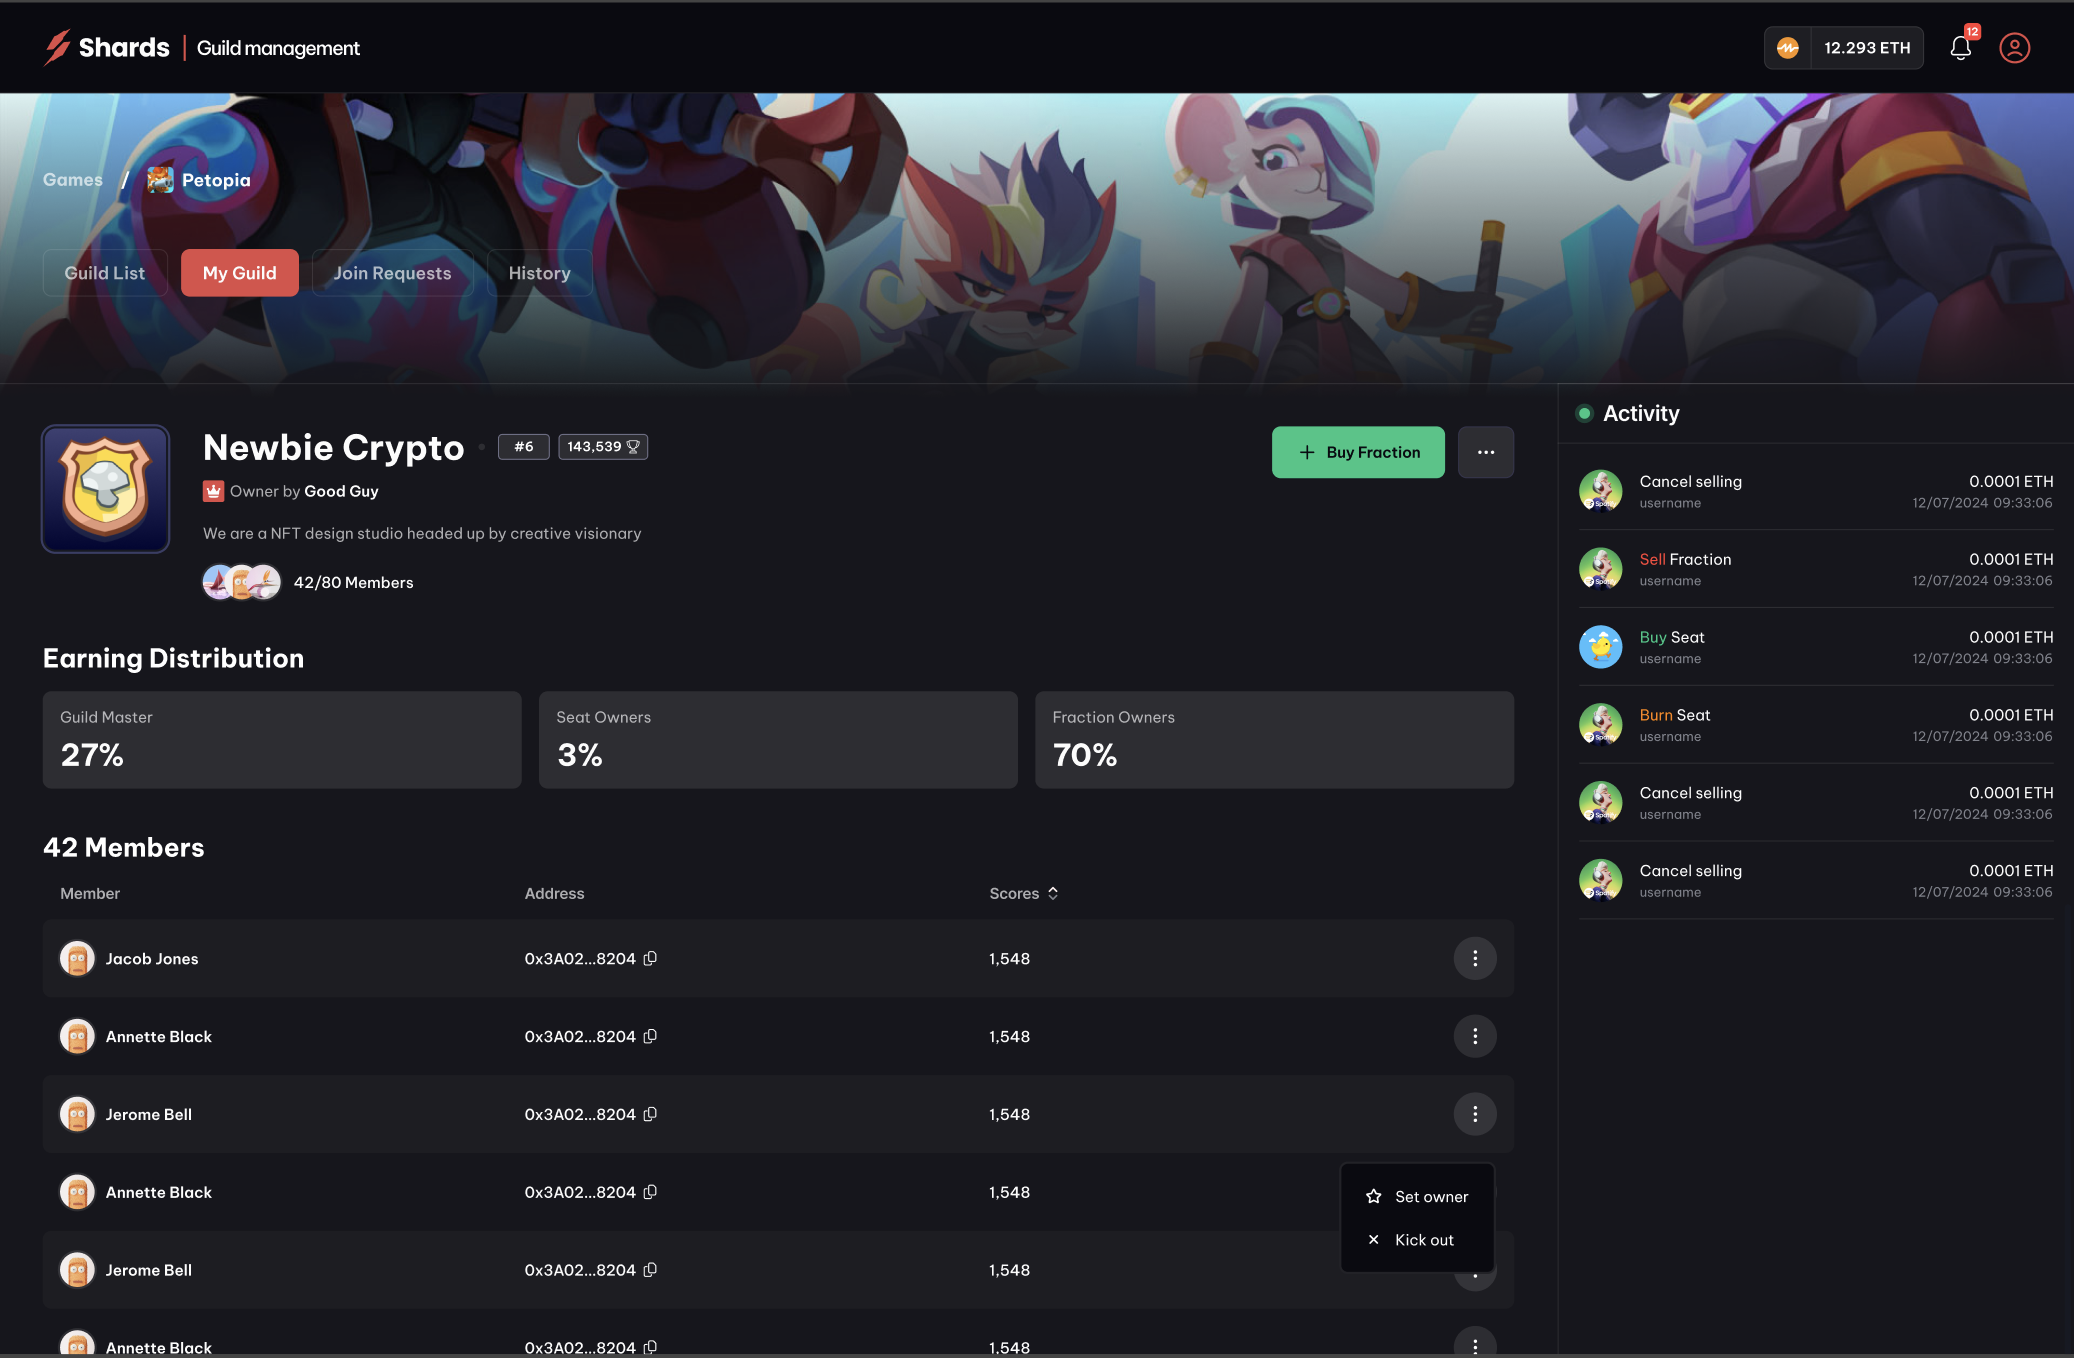 Shards | Guild management
12.293 ETH
12
Games / Petopia
Guild List
My Guild
Join Requests
History
Newbie Crypto
#6
143,539
Owner by Good Guy
We are a NFT design studio headed up by creative visionary
42/80 Members
+ Buy Fraction
Earning Distribution
Guild Master
27%
Seat Owners
3%
Fraction Owners
70%
42 Members
Member Address Scores
Jacob Jones 0x3A02...8204 1,548
Annette Black 0x3A02...8204 1,548
Jerome Bell 0x3A02...8204 1,548
Annette Black 0x3A02...8204 1,548
Jerome Bell 0x3A02...8204 1,548
Annette Black 0x3A02...8204 1,548
Set owner
Kick out
Activity
Cancel selling 0.0001 ETH
username 12/07/2024 09:33:06
Sell Fraction 0.0001 ETH
username 12/07/2024 09:33:06
Buy Seat 0.0001 ETH
username 12/07/2024 09:33:06
Burn Seat 0.0001 ETH
username 12/07/2024 09:33:06
Cancel selling 0.0001 ETH
username 12/07/2024 09:33:06
Cancel selling 0.0001 ETH
username 12/07/2024 09:33:06